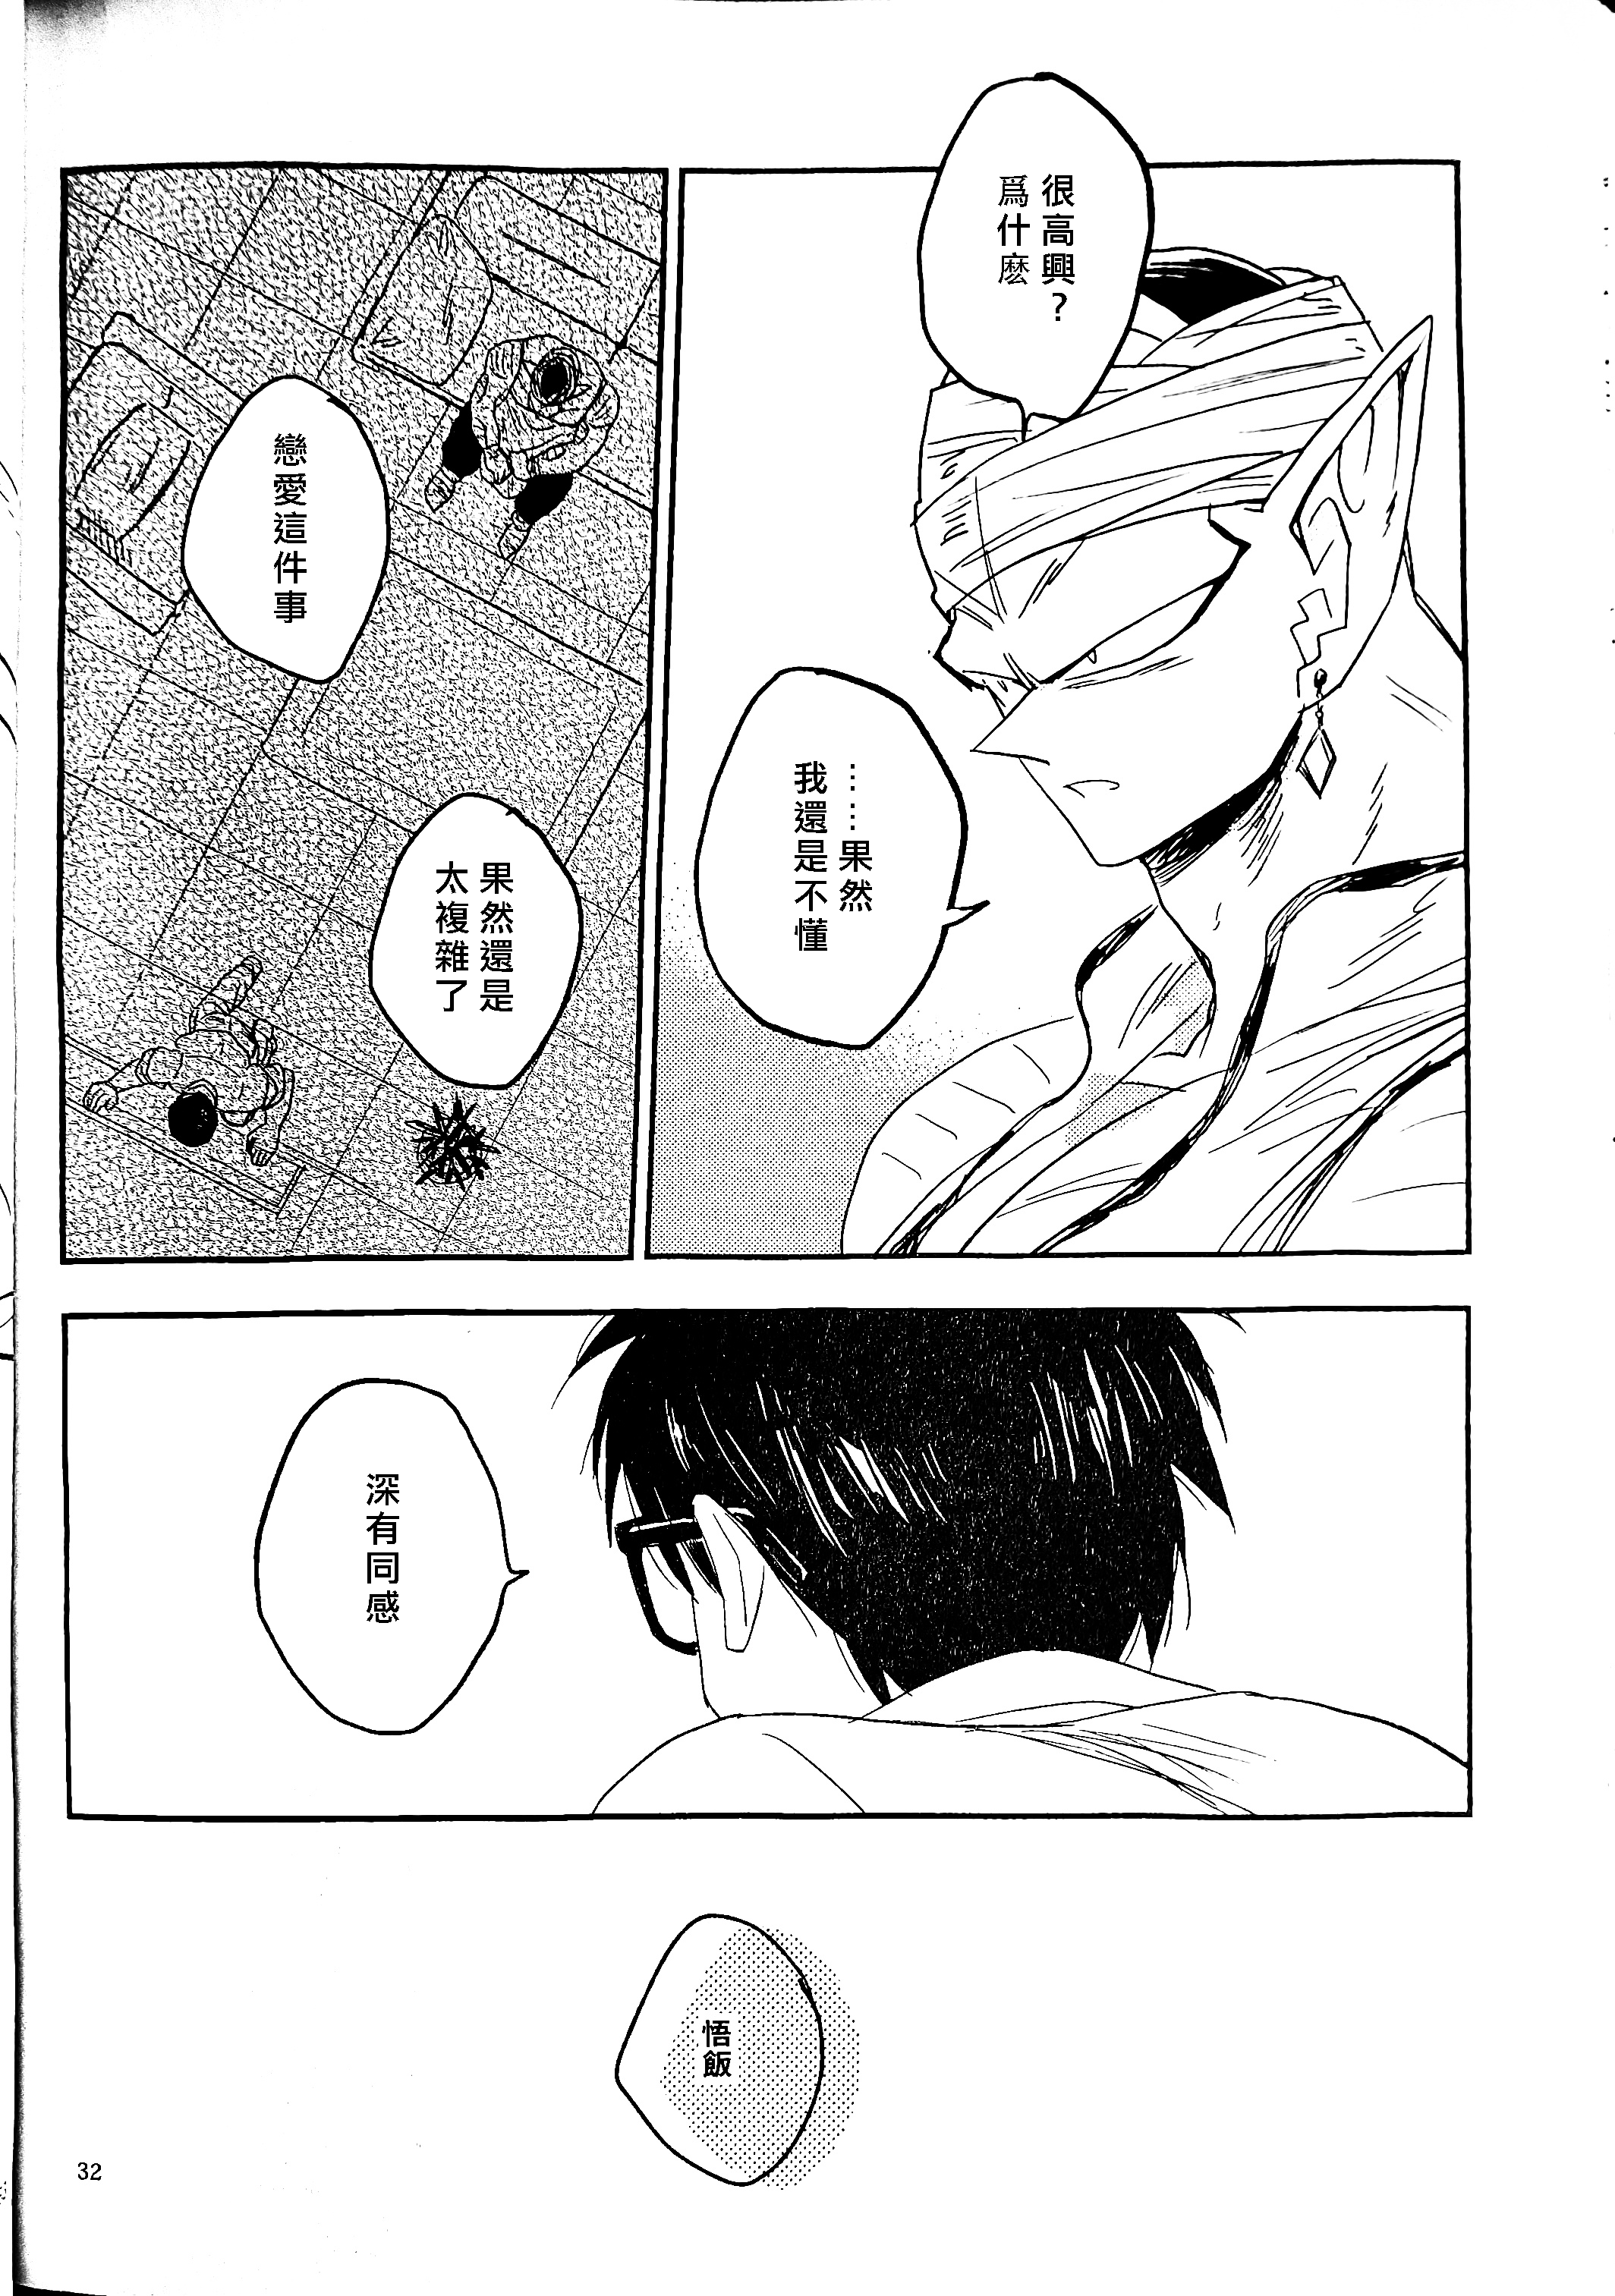 很高興？
爲什麽
……果然
我還是不懂
戀愛這件事
果然還是
太複雜了
深有同感
悟飯
32